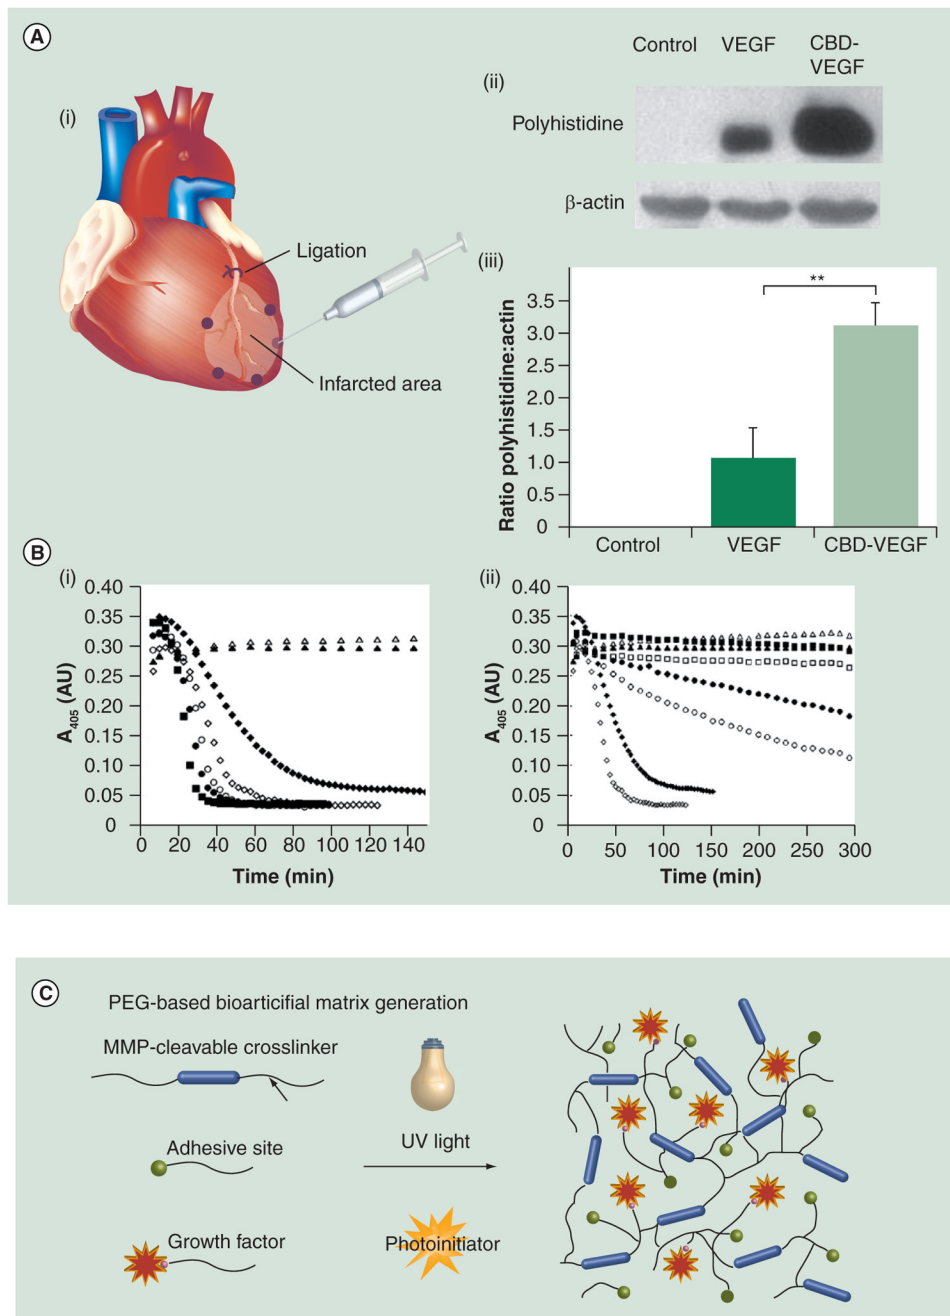 A
(i)
Ligation
Infarcted area
(ii)
Control VEGF CBD-
VEGF
Polyhistidine
β-actin
(iii)
**
Ratio polyhistidine:actin
3.5
3.0
2.5
2.0
1.5
1.0
0.5
0
Control VEGF CBD-VEGF
B
(i)
A405 (AU)
0.40
0.35
0.30
0.25
0.20
0.15
0.10
0.05
0
0 20 40 60 80 100 120 140
Time (min)
(ii)
A405 (AU)
0.40
0.35
0.30
0.25
0.20
0.15
0.10
0.05
0
0 50 100 150 200 250 300
Time (min)
C
PEG-based bioarticifial matrix generation
MMP-cleavable crosslinker
Adhesive site
UV light
Growth factor
Photoinitiator